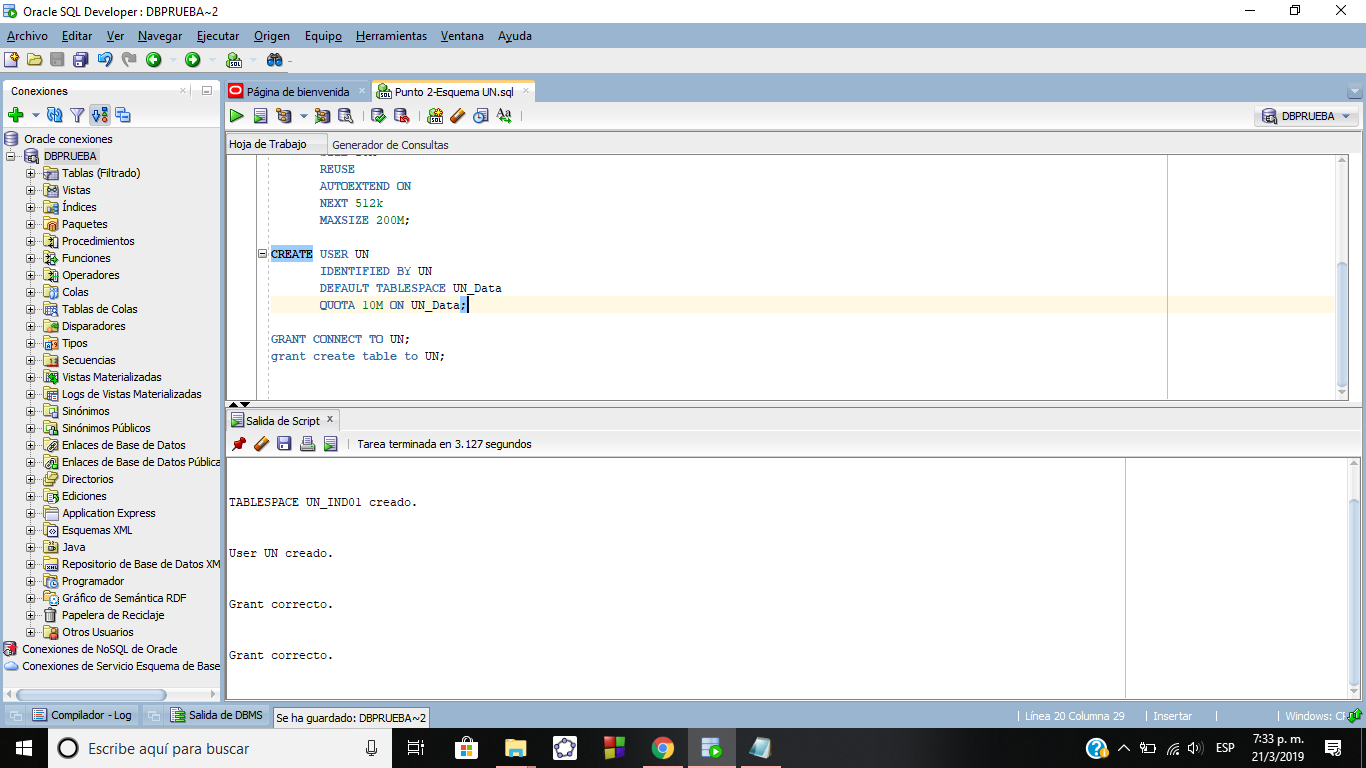 Oracle SQL Developer : DBPRUEBA~2
Archivo Editar Ver Navegar Ejecutar Origen Equipo Herramientas Ventana Ayuda
Conexiones
Oracle conexiones
DBPRUEBA
Tablas (Filtrado)
Vistas
Índices
Paquetes
Procedimientos
Funciones
Operadores
Colas
Tablas de Colas
Disparadores
Tipos
Secuencias
Vistas Materializadas
Logs de Vistas Materializadas
Sinónimos
Sinónimos Públicos
Enlaces de Base de Datos
Enlaces de Base de Datos Pública
Directorios
Ediciones
Application Express
Esquemas XML
Java
Repositorio de Base de Datos XM
Programador
Gráfico de Semántica RDF
Papelera de Reciclaje
Otros Usuarios
Conexiones de NoSQL de Oracle
Conexiones de Servicio Esquema de Base
Página de bienvenida
Punto 2-Esquema UN.sql
DBPRUEBA
Hoja de Trabajo
Generador de Consultas
REUSE
AUTOEXTEND ON
NEXT 512k
MAXSIZE 200M;
CREATE USER UN
IDENTIFIED BY UN
DEFAULT TABLESPACE UN_Data
QUOTA 10M ON UN_Data;
GRANT CONNECT TO UN;
grant create table to UN;
Salida de Script
Tarea terminada en 3.127 segundos
TABLESPACE UN_IND01 creado.
User UN creado.
Grant correcto.
Grant correcto.
Compilador - Log
Salida de DBMS
Se ha guardado: DBPRUEBA~2
Línea 20 Columna 29
Insertar
Windows:
Escribe aquí para buscar
ESP
7:33 p. m.
21/3/2019